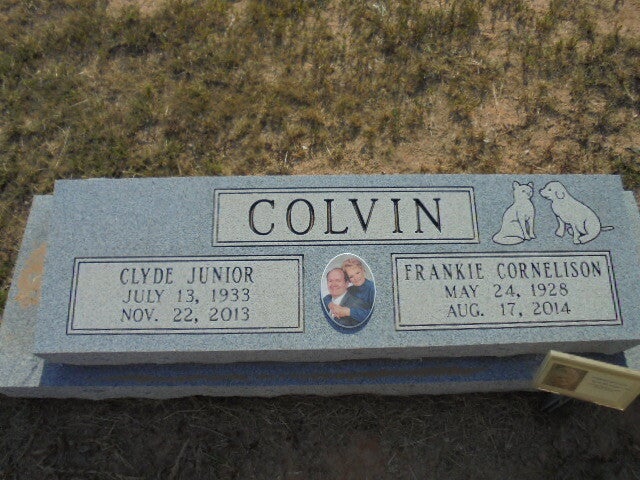 COLVIN
CLYDE JUNIOR
JULY 13, 1933
NOV. 22, 2013
FRANKIE CORNELISON
MAY 24, 1928
AUG. 17, 2014